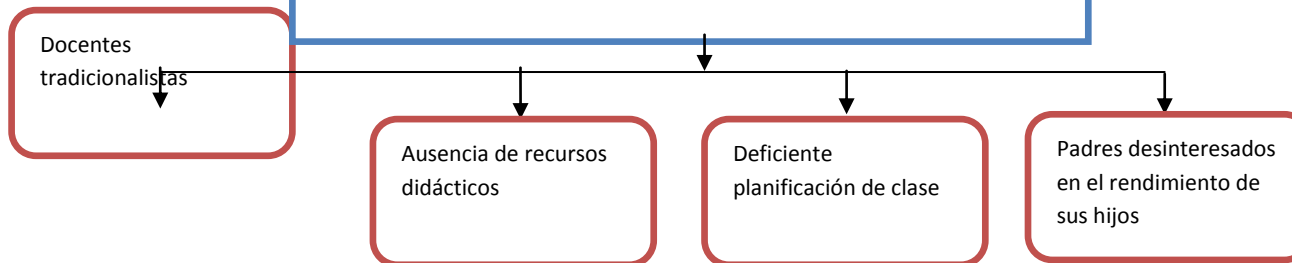 Docentes
tradicionalistas
Ausencia de recursos
didácticos
Deficiente
planificación de clase
Padres desinteresados
en el rendimiento de
sus hijos